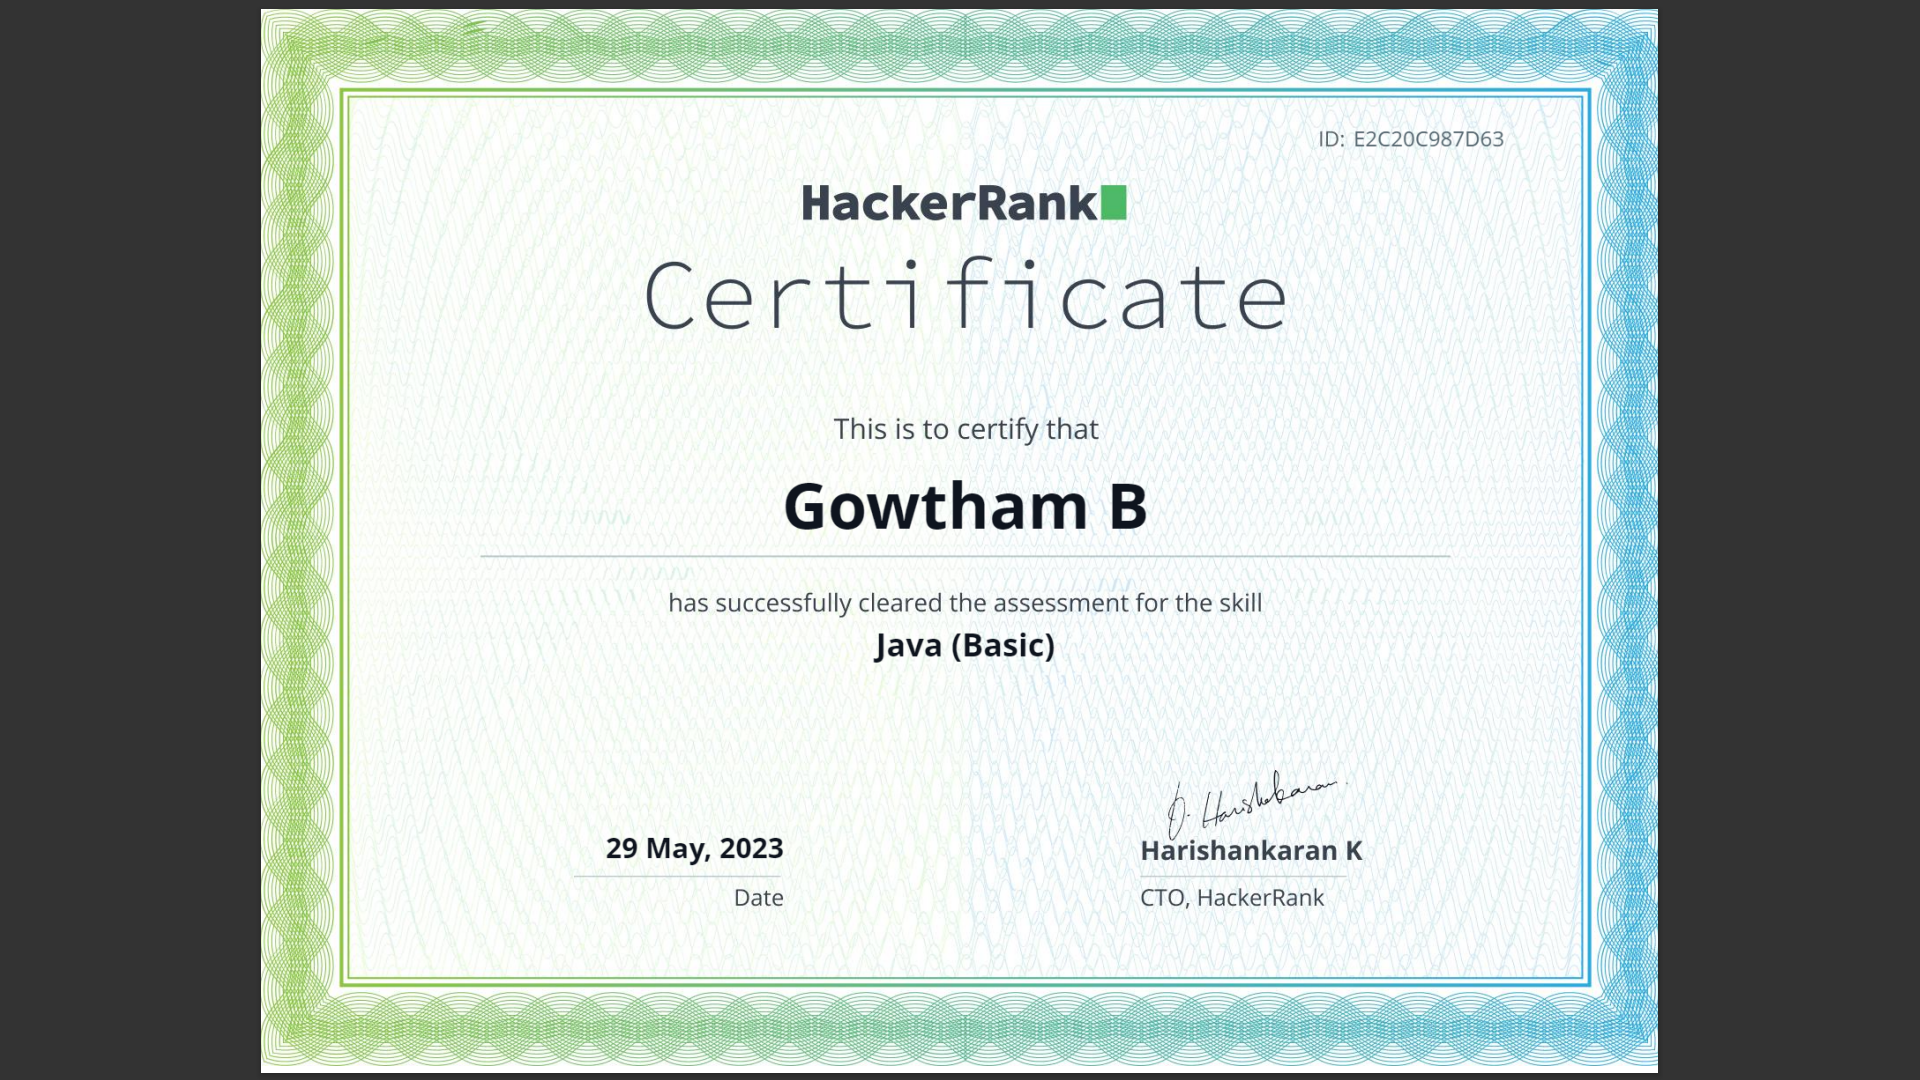 ID: E2C20C987D63
HackerRank
Certificate
This is to certify that
Gowtham B
has successfully cleared the assessment for the skill
Java (Basic)
29 May, 2023
Date
Harishankaran K
CTO, HackerRank